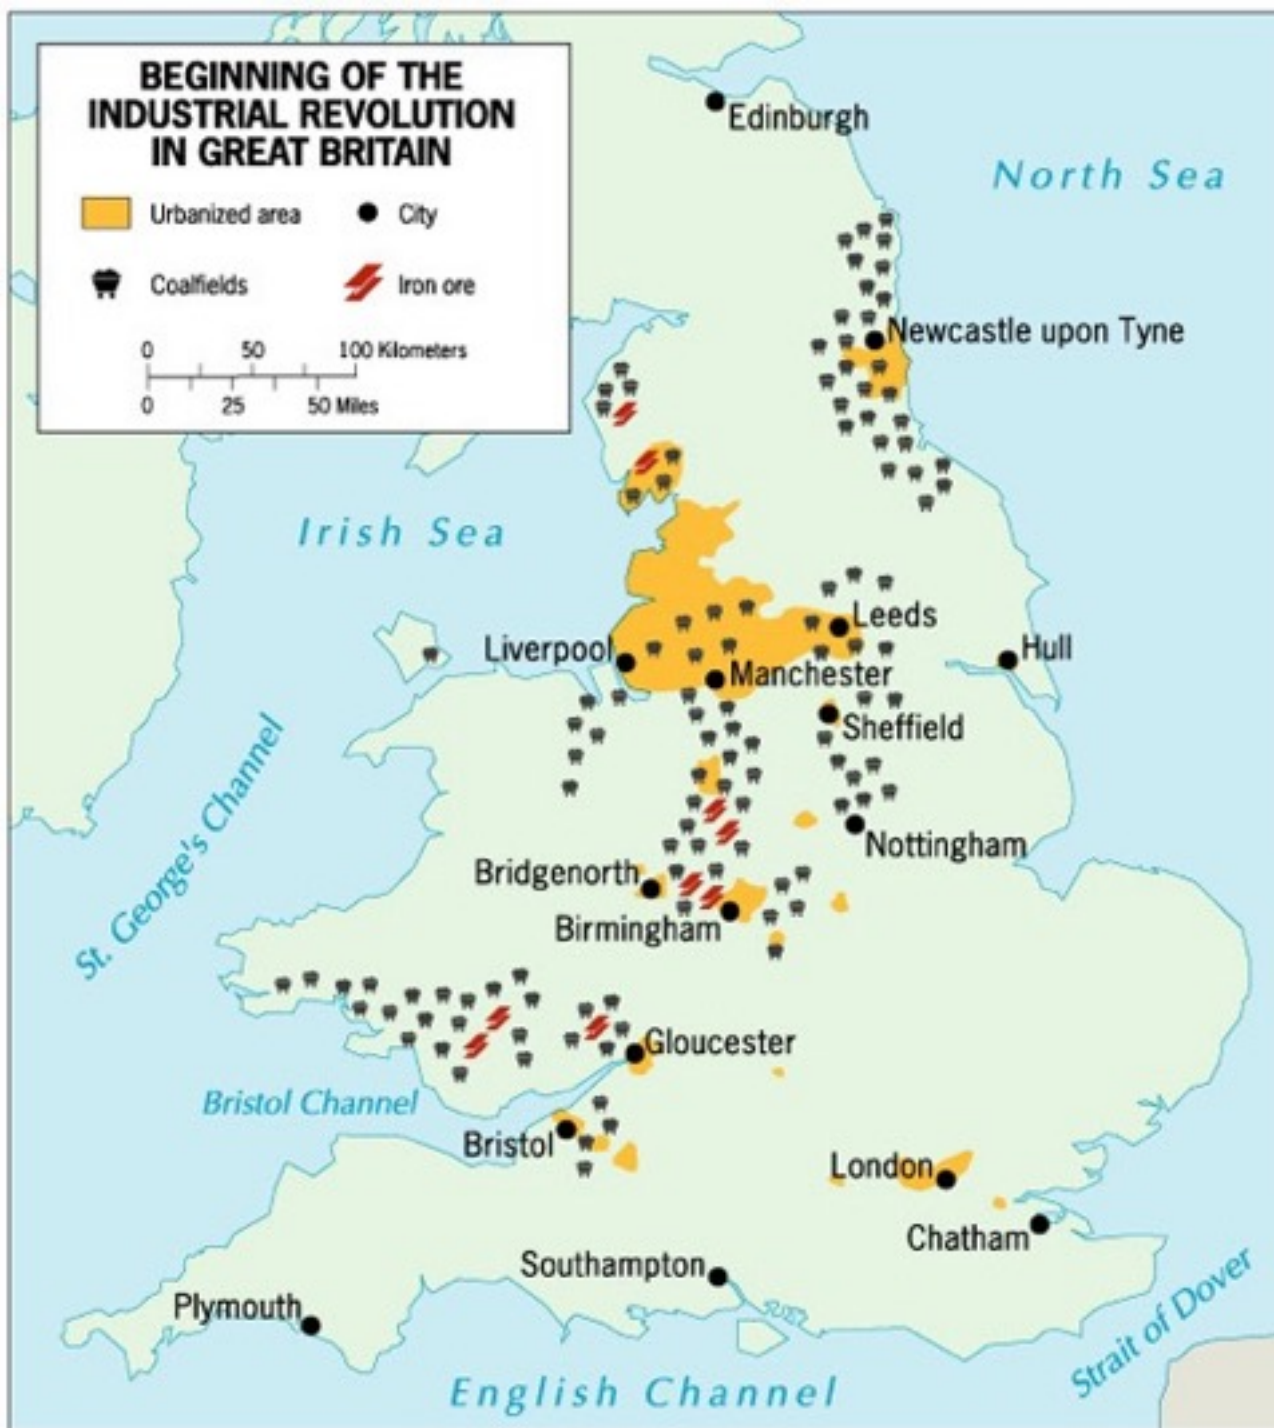 BEGINNING OF THE
INDUSTRIAL REVOLUTION
IN GREAT BRITAIN
Urbanized area
City
Coalfields
Iron ore
0 50 100 Kilometers
0 25 50 Miles
Edinburgh
North Sea
Newcastle upon Tyne
Irish Sea
Leeds
Liverpool
Hull
Manchester
Sheffield
St. George's Channel
Nottingham
Bridgenorth
Birmingham
Gloucester
Bristol Channel
Bristol
London
Chatham
Southampton
Plymouth
Strait of Dover
English Channel